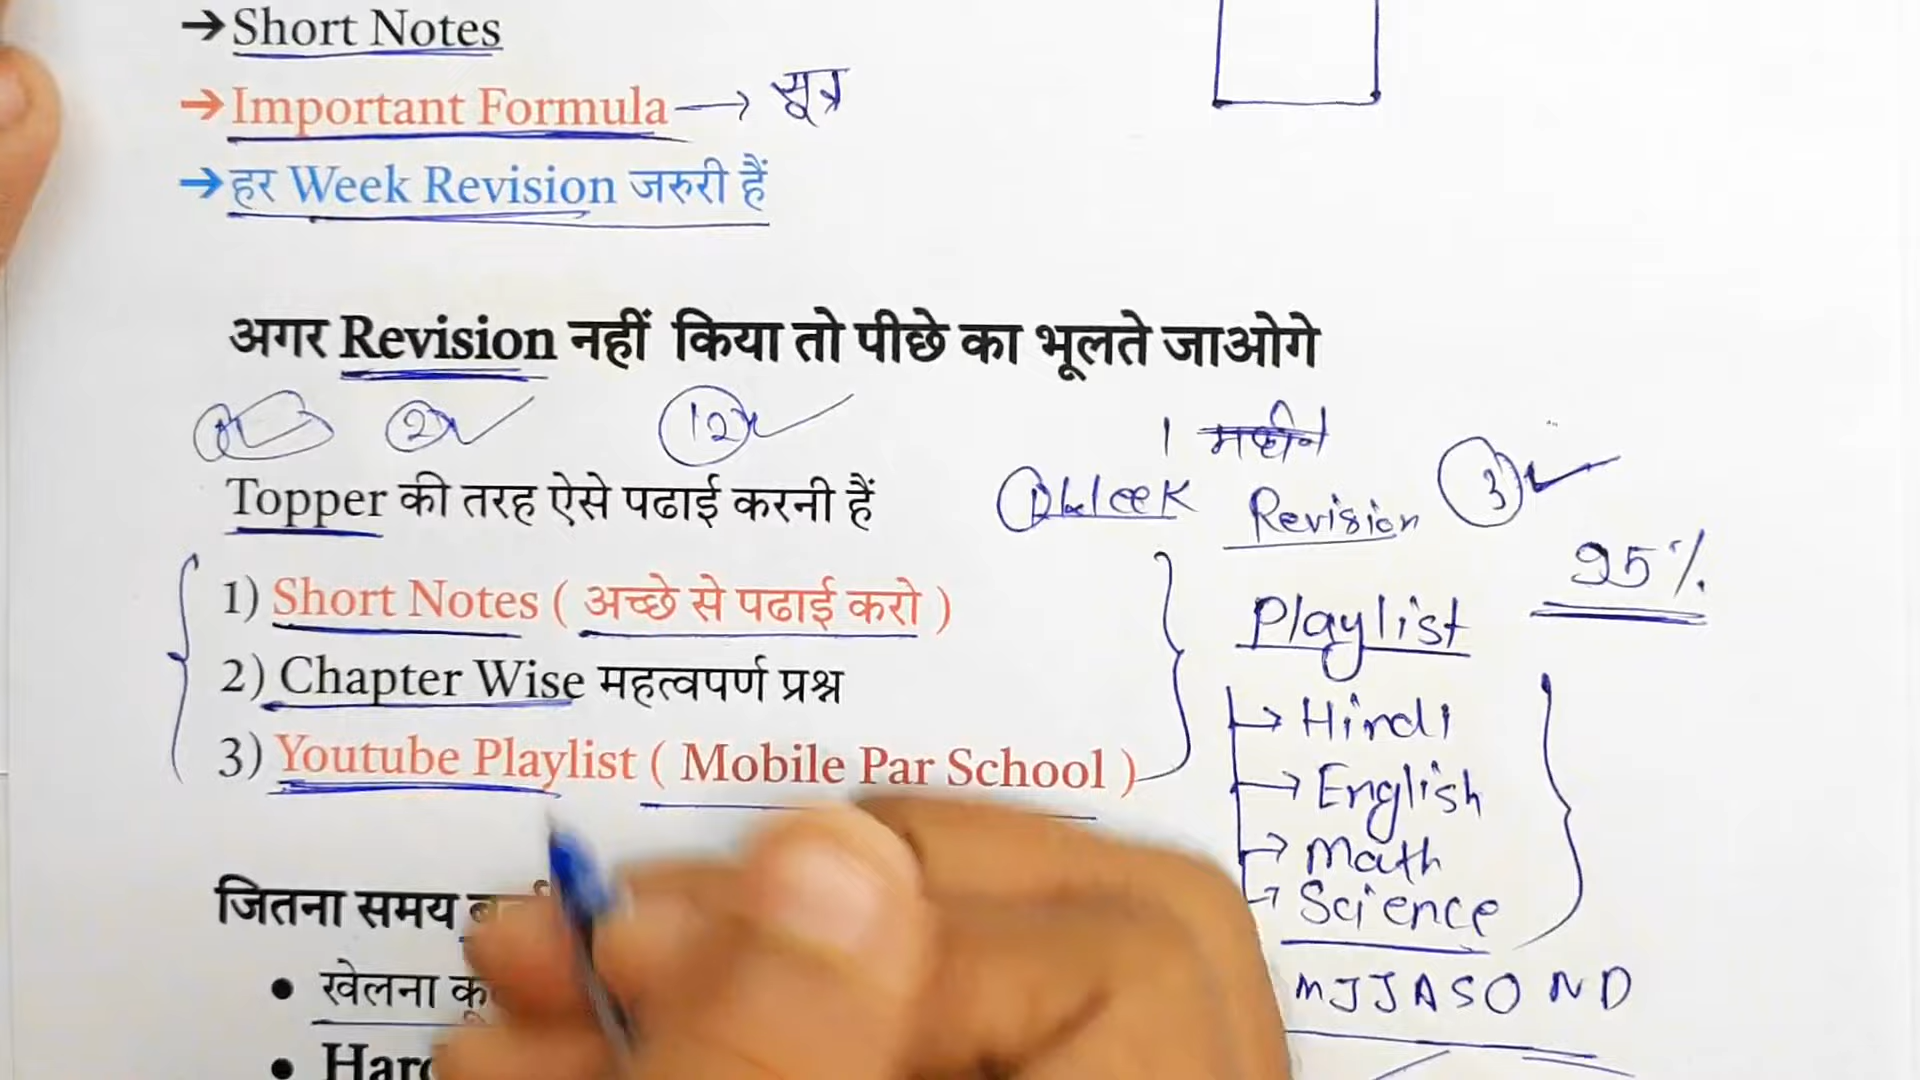 →Short Notes
→Important Formula → सूत्र
→हर Week Revision जरुरी हैं
अगर Revision नहीं किया तो पीछे का भूलते जाओगे
2 12
Topper की तरह ऐसे पढाई करनी हैं
1 Week Revision 3
95%
1) Short Notes ( अच्छे से पढाई करो )
2) Chapter Wise महत्वपर्ण प्रश्न
3) Youtube Playlist ( Mobile Par School )
Playlist
→ Hindi
→ English
→ Math
→ Science
MJJASOND
जितना समय
• खेलना